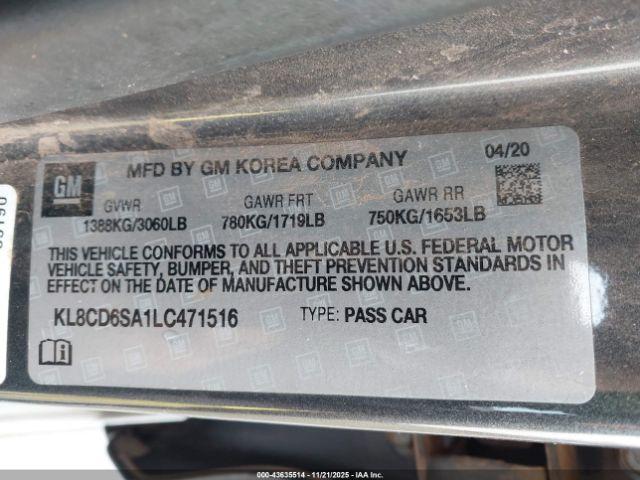 GM
MFD BY GM KOREA COMPANY
04/20
GVWR
GAWR FRT
GAWR RR
1388KG/3060LB
780KG/1719LB
750KG/1653LB
THIS VEHICLE CONFORMS TO ALL APPLICABLE U.S. FEDERAL MOTOR
VEHICLE SAFETY, BUMPER, AND THEFT PREVENTION STANDARDS IN
EFFECT ON THE DATE OF MANUFACTURE SHOWN ABOVE.
KL8CD6SA1LC471516
TYPE: PASS CAR
000-43635514 - 11/21/2025 - IAA Inc.